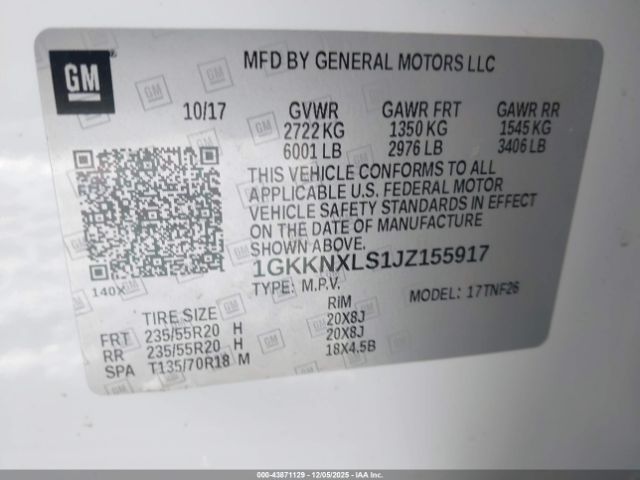 GM
MFD BY GENERAL MOTORS LLC
10/17 GVWR GAWR FRT GAWR RR
2722 KG 1350 KG 1545 KG
6001 LB 2976 LB 3406 LB
THIS VEHICLE CONFORMS TO ALL
APPLICABLE U.S. FEDERAL MOTOR
VEHICLE SAFETY STANDARDS IN EFFECT
ON THE DATE OF MANUFACTURE
SHOWN ABOVE.
1GKKNXLS1JZ155917
140X TYPE: M.P.V. MODEL: 17TNF26
TIRE SIZE RIM
FRT 235/55R20 H 20X8J
RR 235/55R20 H 20X8J
SPA T135/70R18 M 18X4.5B
000-43871129 - 12/05/2025 - IAA Inc.